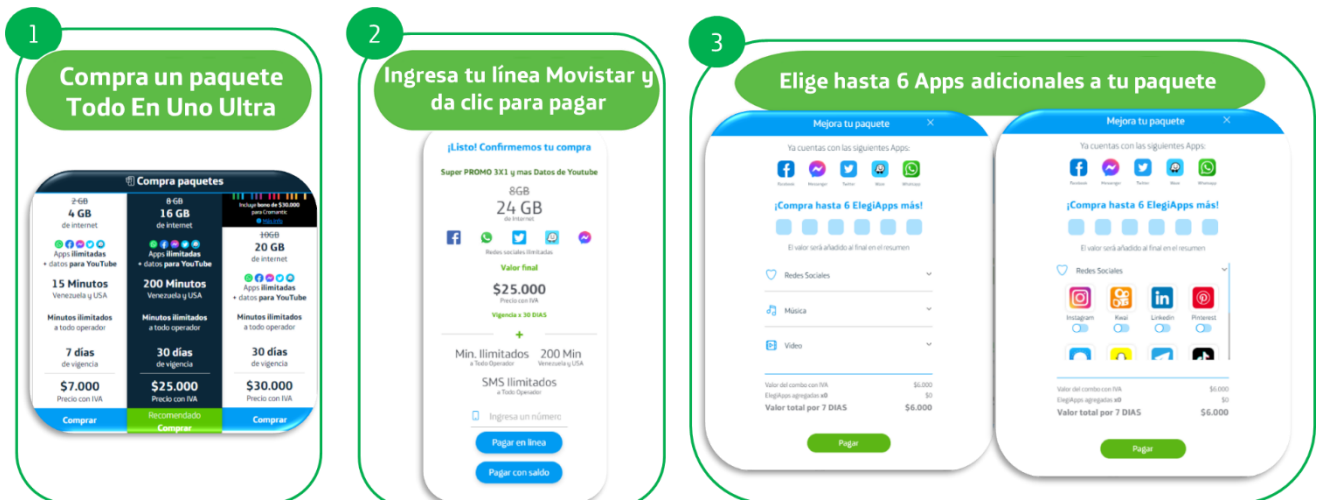 1
Compra un paquete
Todo En Uno Ultra
Compra paquetes
2 GB
4 GB
de internet
Apps ilimitadas
+ datos para YouTube
15 Minutos
Venezuela y USA
Minutos ilimitados
a todo operador
7 días
de vigencia
$7.000
Precio con IVA
Comprar
8 GB
16 GB
de internet
Apps ilimitadas
+ datos para YouTube
200 Minutos
Venezuela y USA
Minutos ilimitados
a todo operador
30 días
de vigencia
$25.000
Precio con IVA
Recomendado
Comprar
Incluye bono de $30.000
para Cromantic
10GB
20 GB
de internet
Apps ilimitadas
+ datos para YouTube
Minutos ilimitados
a todo operador
30 días
de vigencia
$30.000
Precio con IVA
Comprar
2
Ingresa tu línea Movistar y
da clic para pagar
¡Listo! Confirmemos tu compra
Super PROMO 3X1 y mas Datos de Youtube
8GB
24 GB
de Internet
Redes sociales Ilimitadas
Valor final
$25.000
Precio con IVA
Vigencia x 30 DIAS
+
Min. Ilimitados 200 Min
a Todo Operador Venezuela y USA
SMS Ilimitados
a Todo Operador
Ingresa un número
Pagar en línea
Pagar con saldo
3
Elige hasta 6 Apps adicionales a tu paquete
Mejora tu paquete ×
Ya cuentas con las siguientes Apps:
Facebook Messenger Twitter Waze Whatsapp
¡Compra hasta 6 ElegiApps más!
El valor será añadido al final en el resumen
Redes Sociales
Música
Video
Valor del combo con IVA $6.000
ElegiApps agregadas x0 $0
Valor total por 7 DIAS $6.000
Pagar
Mejora tu paquete ×
Ya cuentas con las siguientes Apps:
Facebook Messenger Twitter Waze Whatsapp
¡Compra hasta 6 ElegiApps más!
El valor será añadido al final en el resumen
Redes Sociales
Instagram Kwai Linkedin Pinterest
Valor del combo con IVA $6.000
ElegiApps agregadas x0 $0
Valor total por 7 DIAS $6.000
Pagar